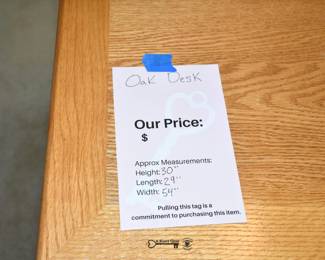 Oak Desk
Our Price:
$
Approx Measurements:
Height: 30"
Length: 29"
Width: 54"
Pulling this tag is a
commitment to purchasing this item.